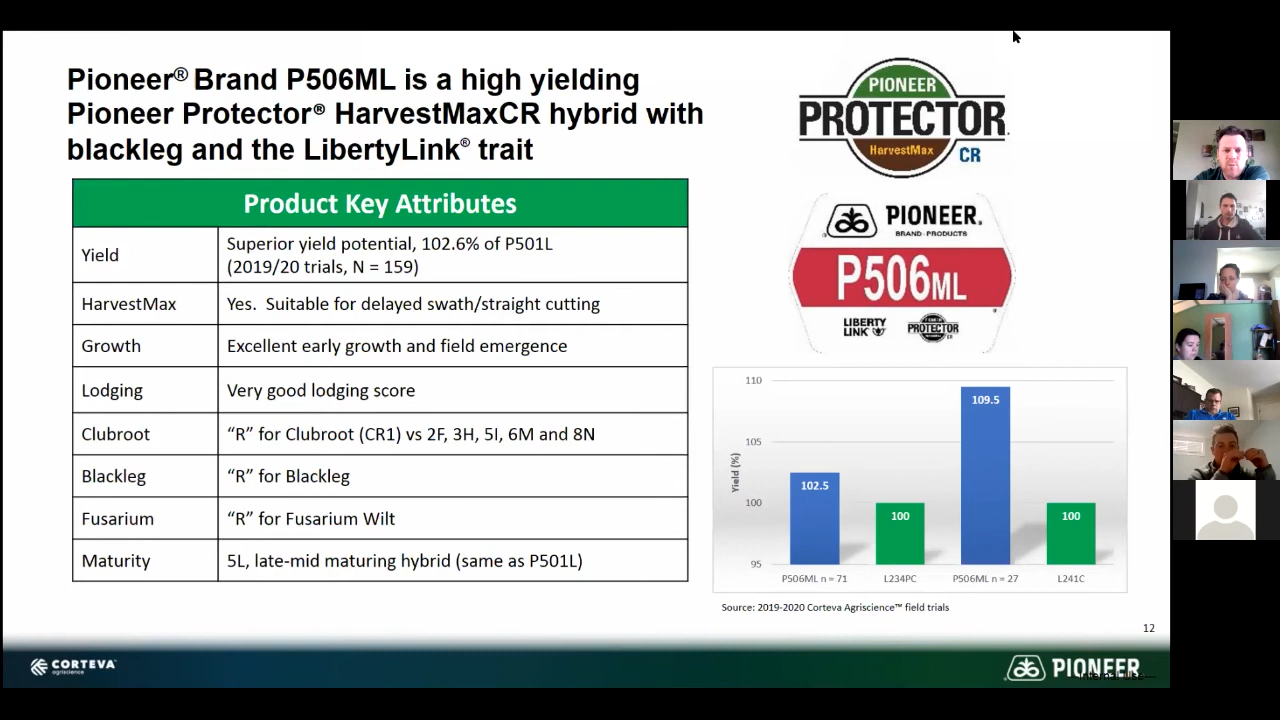 Pioneer® Brand P506ML is a high yielding
Pioneer Protector® HarvestMaxCR hybrid with
blackleg and the LibertyLink® trait
Product Key Attributes
Yield
Superior yield potential, 102.6% of P501L
(2019/20 trials, N = 159)
HarvestMax
Yes. Suitable for delayed swath/straight cutting
Growth
Excellent early growth and field emergence
Lodging
Very good lodging score
Clubroot
“R” for Clubroot (CR1) vs 2F, 3H, 5I, 6M and 8N
Blackleg
“R” for Blackleg
Fusarium
“R” for Fusarium Wilt
Maturity
5L, late-mid maturing hybrid (same as P501L)
PIONEER
PROTECTOR.
HarvestMax
CR
PIONEER.
BRAND · PRODUCTS
P506ML
LIBERTY
LINK
PROTECTOR
110
105
100
95
Yield (%)
102.5
100
109.5
100
P506ML n = 71
L234PC
P506ML n = 27
L241C
Source: 2019-2020 Corteva Agriscience™ field trials
12
CORTEVA™
agriscience
PIONEER
Internal Use